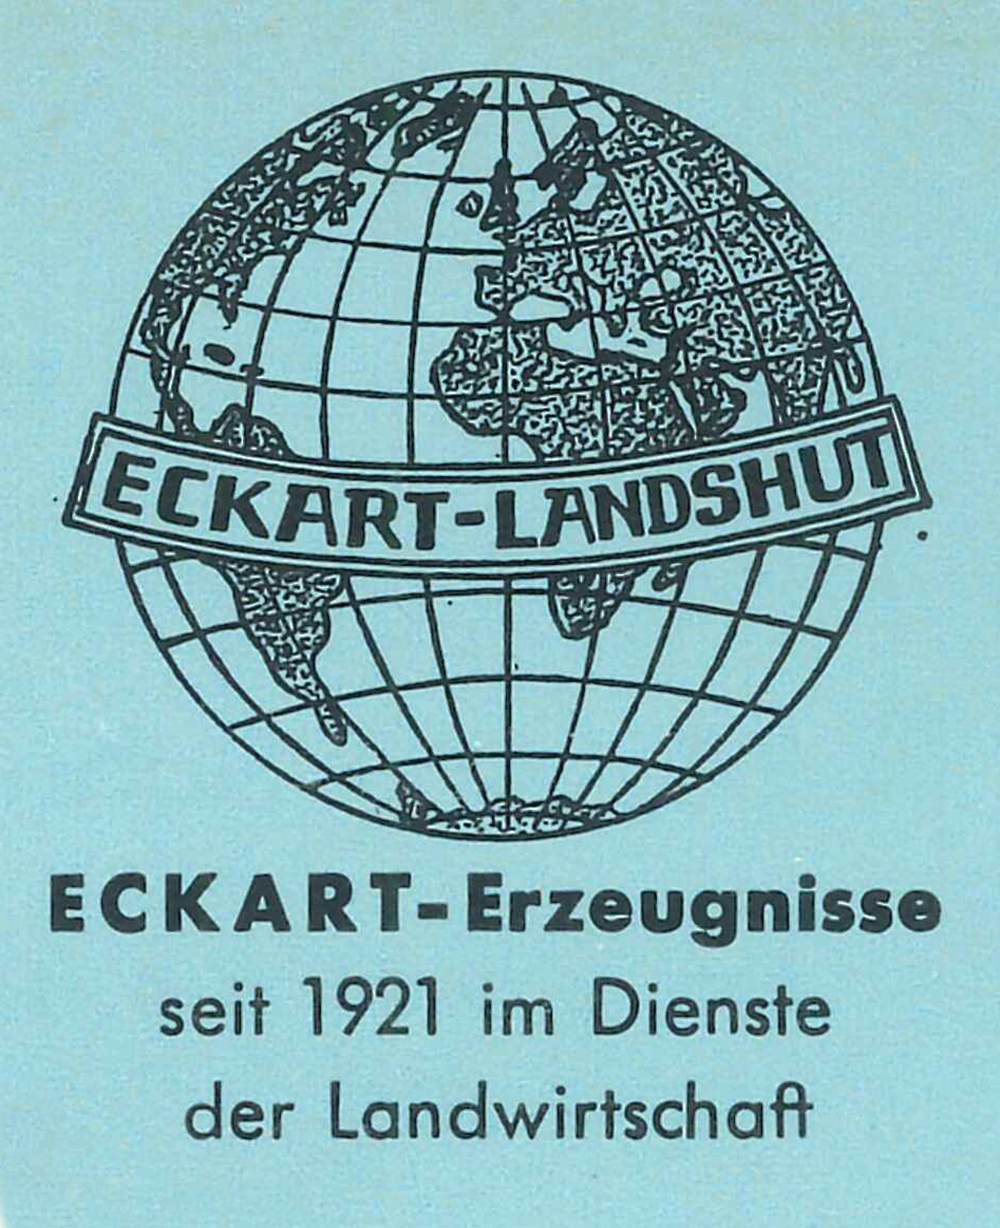 ECKART-LANDSHUT
ECKART-Erzeugnisse
seit 1921 im Dienste
der Landwirtschaft